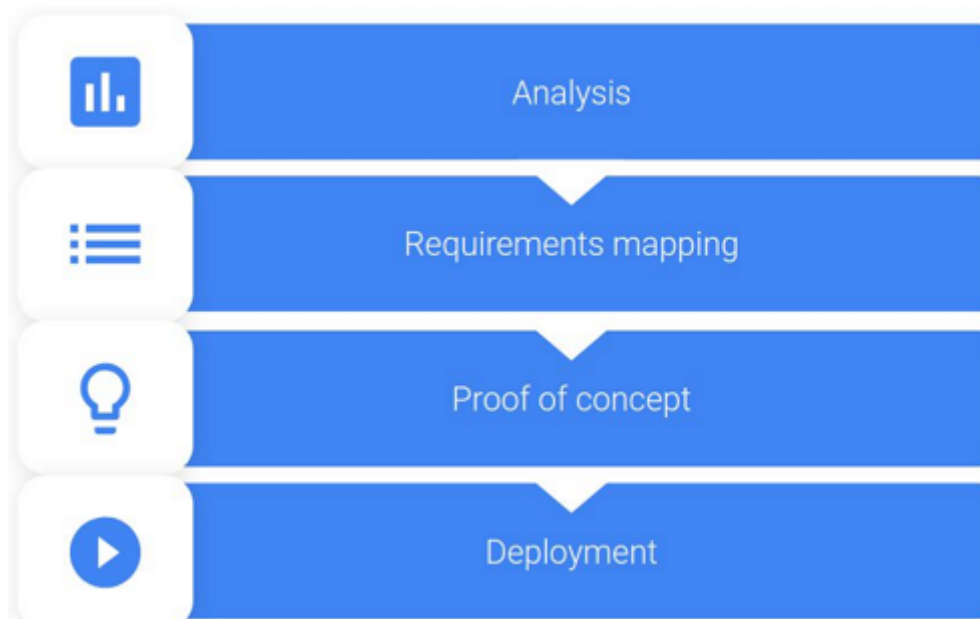 Analysis
Requirements mapping
Proof of concept
Deployment